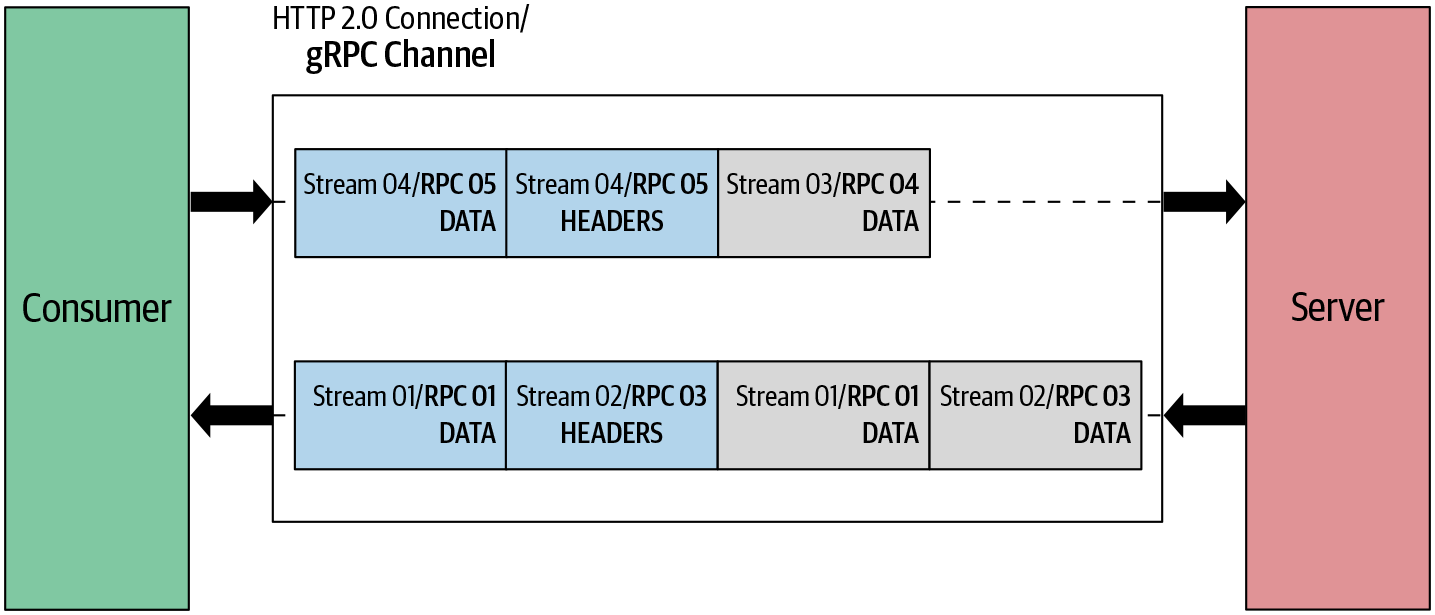 HTTP 2.0 Connection/
gRPC Channel
Consumer
Stream 04/RPC 05
DATA
Stream 04/RPC 05
HEADERS
Stream 03/RPC 04
DATA
Stream 01/RPC 01
DATA
Stream 02/RPC 03
HEADERS
Stream 01/RPC 01
DATA
Stream 02/RPC 03
DATA
Server